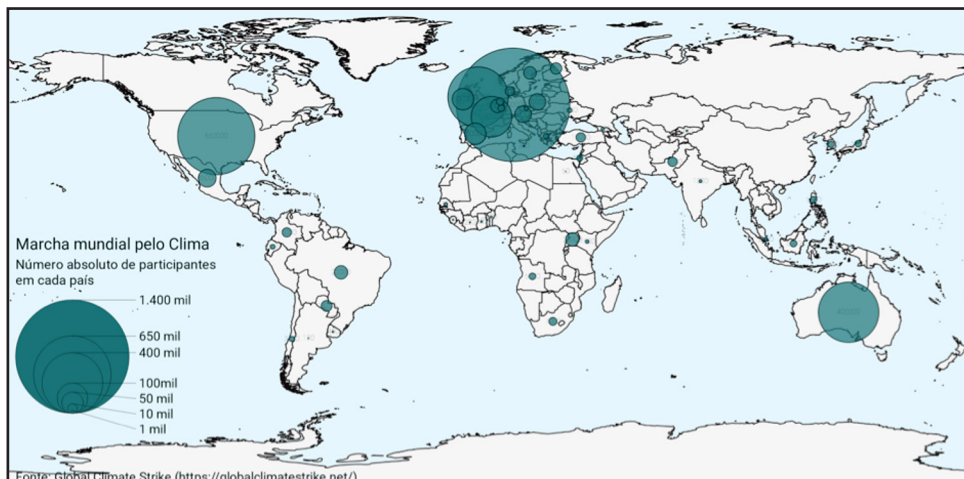 Marcha mundial pelo Clima
Número absoluto de participantes
em cada país
1.400 mil
650 mil
400 mil
100mil
50 mil
10 mil
1 mil
Fonte: Global Climate Strike (https://globalclimatestrike.net/)